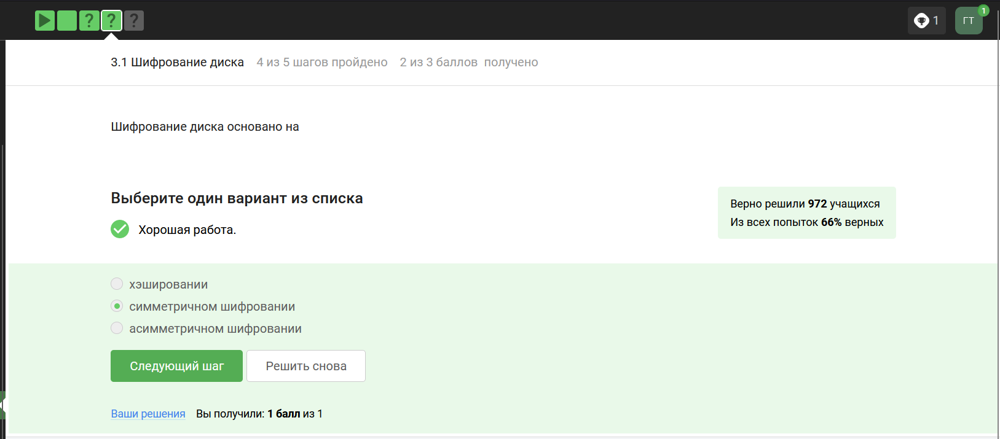 ? ? ?
1
ГТ
1
3.1 Шифрование диска 4 из 5 шагов пройдено 2 из 3 баллов получено
Шифрование диска основано на
Выберите один вариант из списка
Хорошая работа.
Верно решили 972 учащихся
Из всех попыток 66% верных
хэшировании
симметричном шифровании
асимметричном шифровании
Следующий шаг
Решить снова
Ваши решения Вы получили: 1 балл из 1